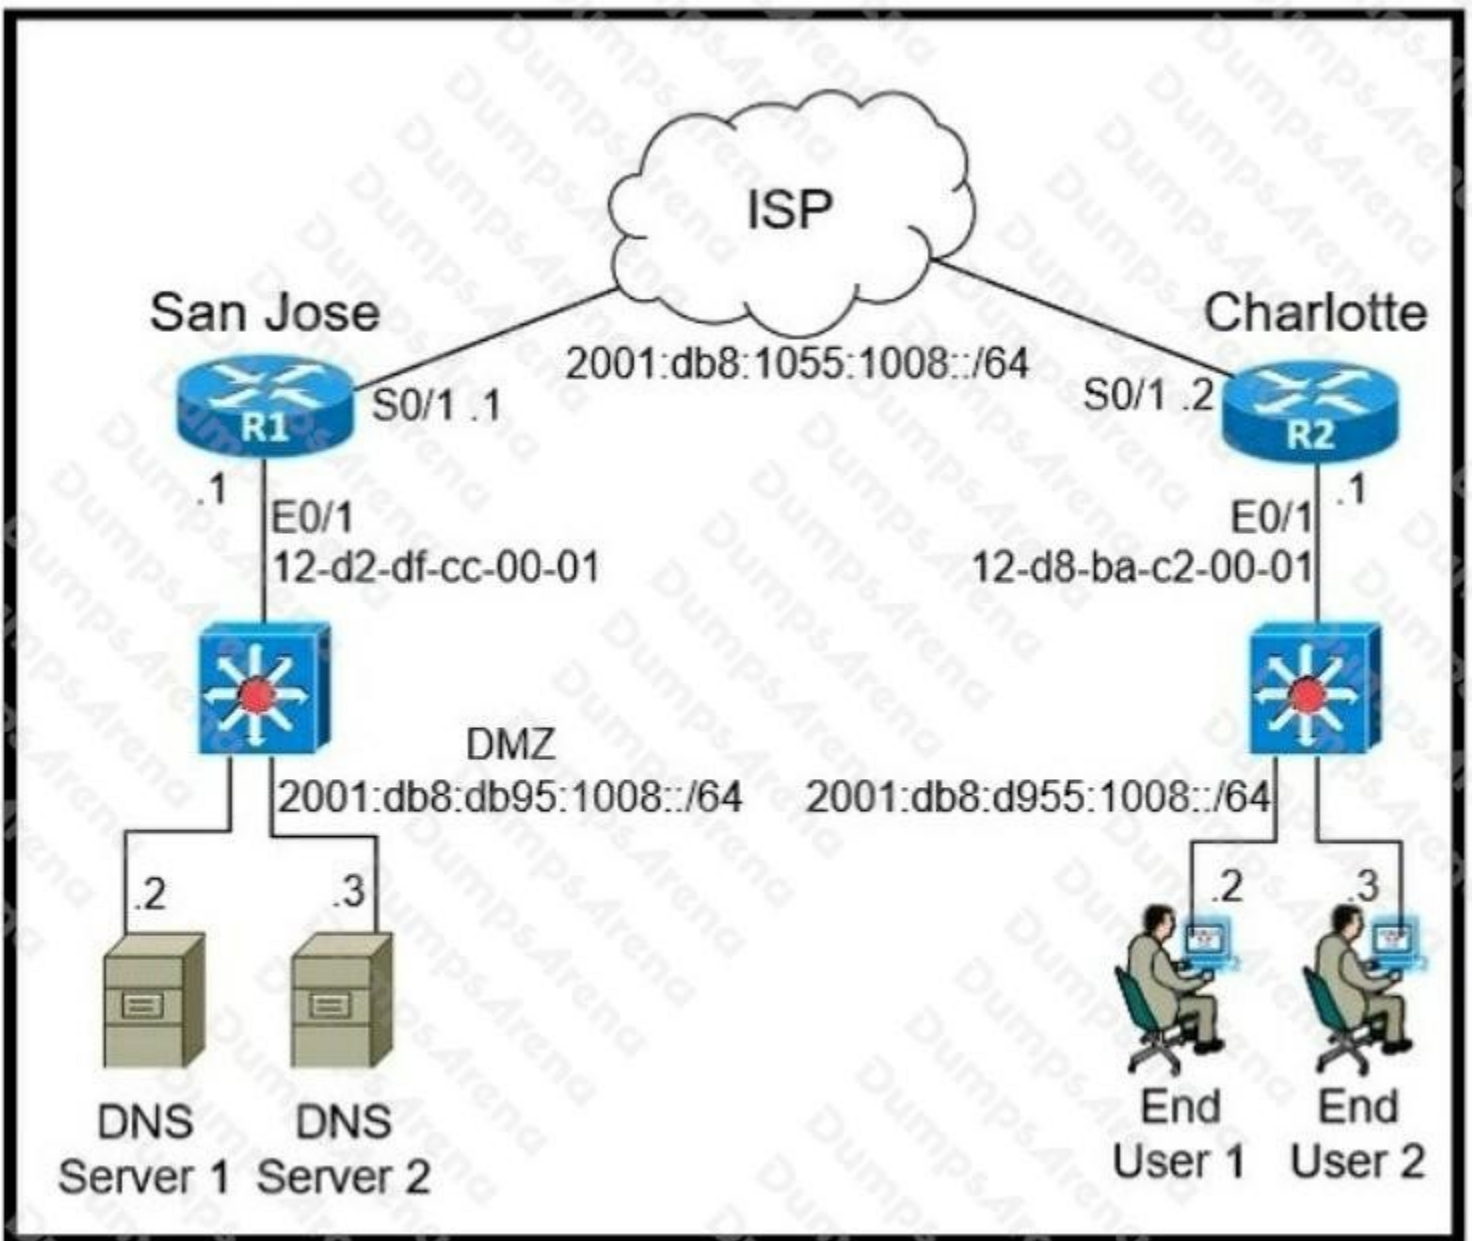 ISP
San Jose
Charlotte
2001:db8:1055:1008::/64
S0/1 .1
S0/1 .2
R1
R2
.1
.1
E0/1
E0/1
12-d2-df-cc-00-01
12-d8-ba-c2-00-01
DMZ
2001:db8:db95:1008::/64
2001:db8:d955:1008::/64
.2
.3
.2
.3
DNS
Server 1
DNS
Server 2
End
User 1
End
User 2
DumpsArena